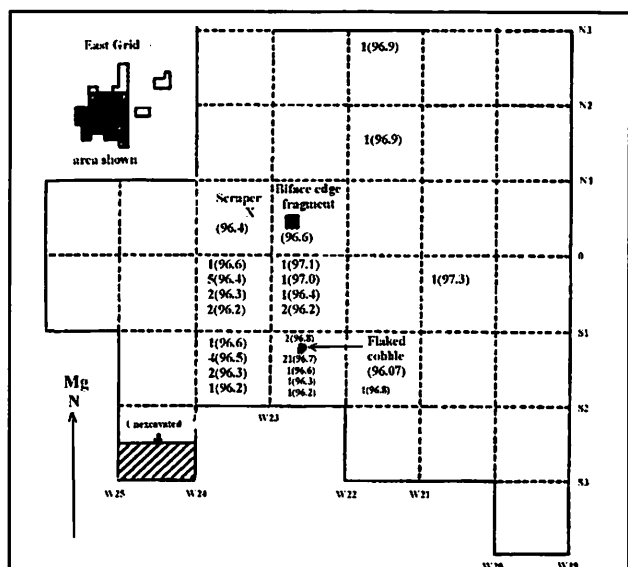 East Grid
area shown
N3
1(96.9)
N2
1(96.9)
N1
Scraper
X
(96.4)
Biface edge
fragment
(96.6)
0
1(96.6)
5(96.4)
2(96.3)
2(96.2)
1(97.1)
1(97.0)
1(96.4)
2(96.2)
1(97.3)
S1
1(96.6)
4(96.5)
2(96.3)
1(96.2)
2(96.8)
21(96.7)
1(96.6)
1(96.3)
1(96.2)
Flaked
cobble
(96.07)
1(96.8)
Mg
N
S2
W23
Unexcavated
S3
W25
W24
W22
W21
W20
W19